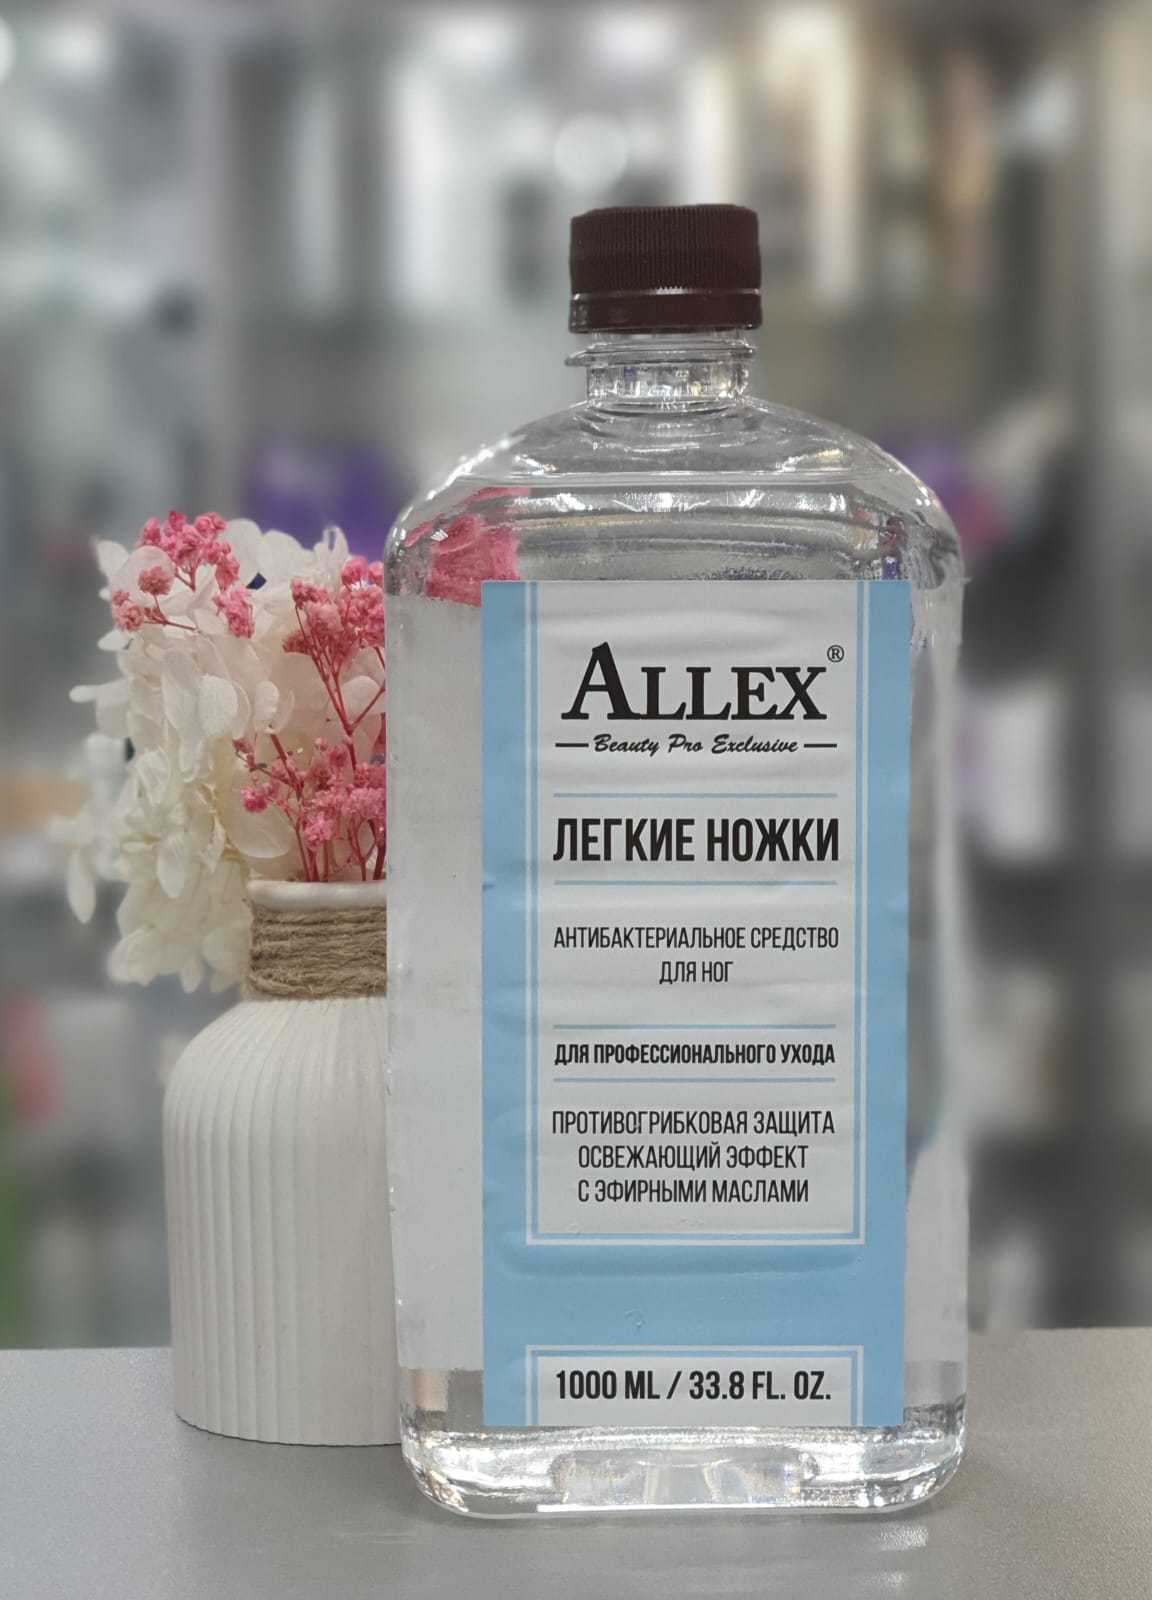 ALLEX®
Beauty Pro Exclusive
ЛЕГКИЕ НОЖКИ
АНТИБАКТЕРИАЛЬНОЕ СРЕДСТВО
ДЛЯ НОГ
ДЛЯ ПРОФЕССИОНАЛЬНОГО УХОДА
ПРОТИВОГРИБКОВАЯ ЗАЩИТА
ОСВЕЖАЮЩИЙ ЭФФЕКТ
С ЭФИРНЫМИ МАСЛАМИ
1000 ML / 33.8 FL. OZ.